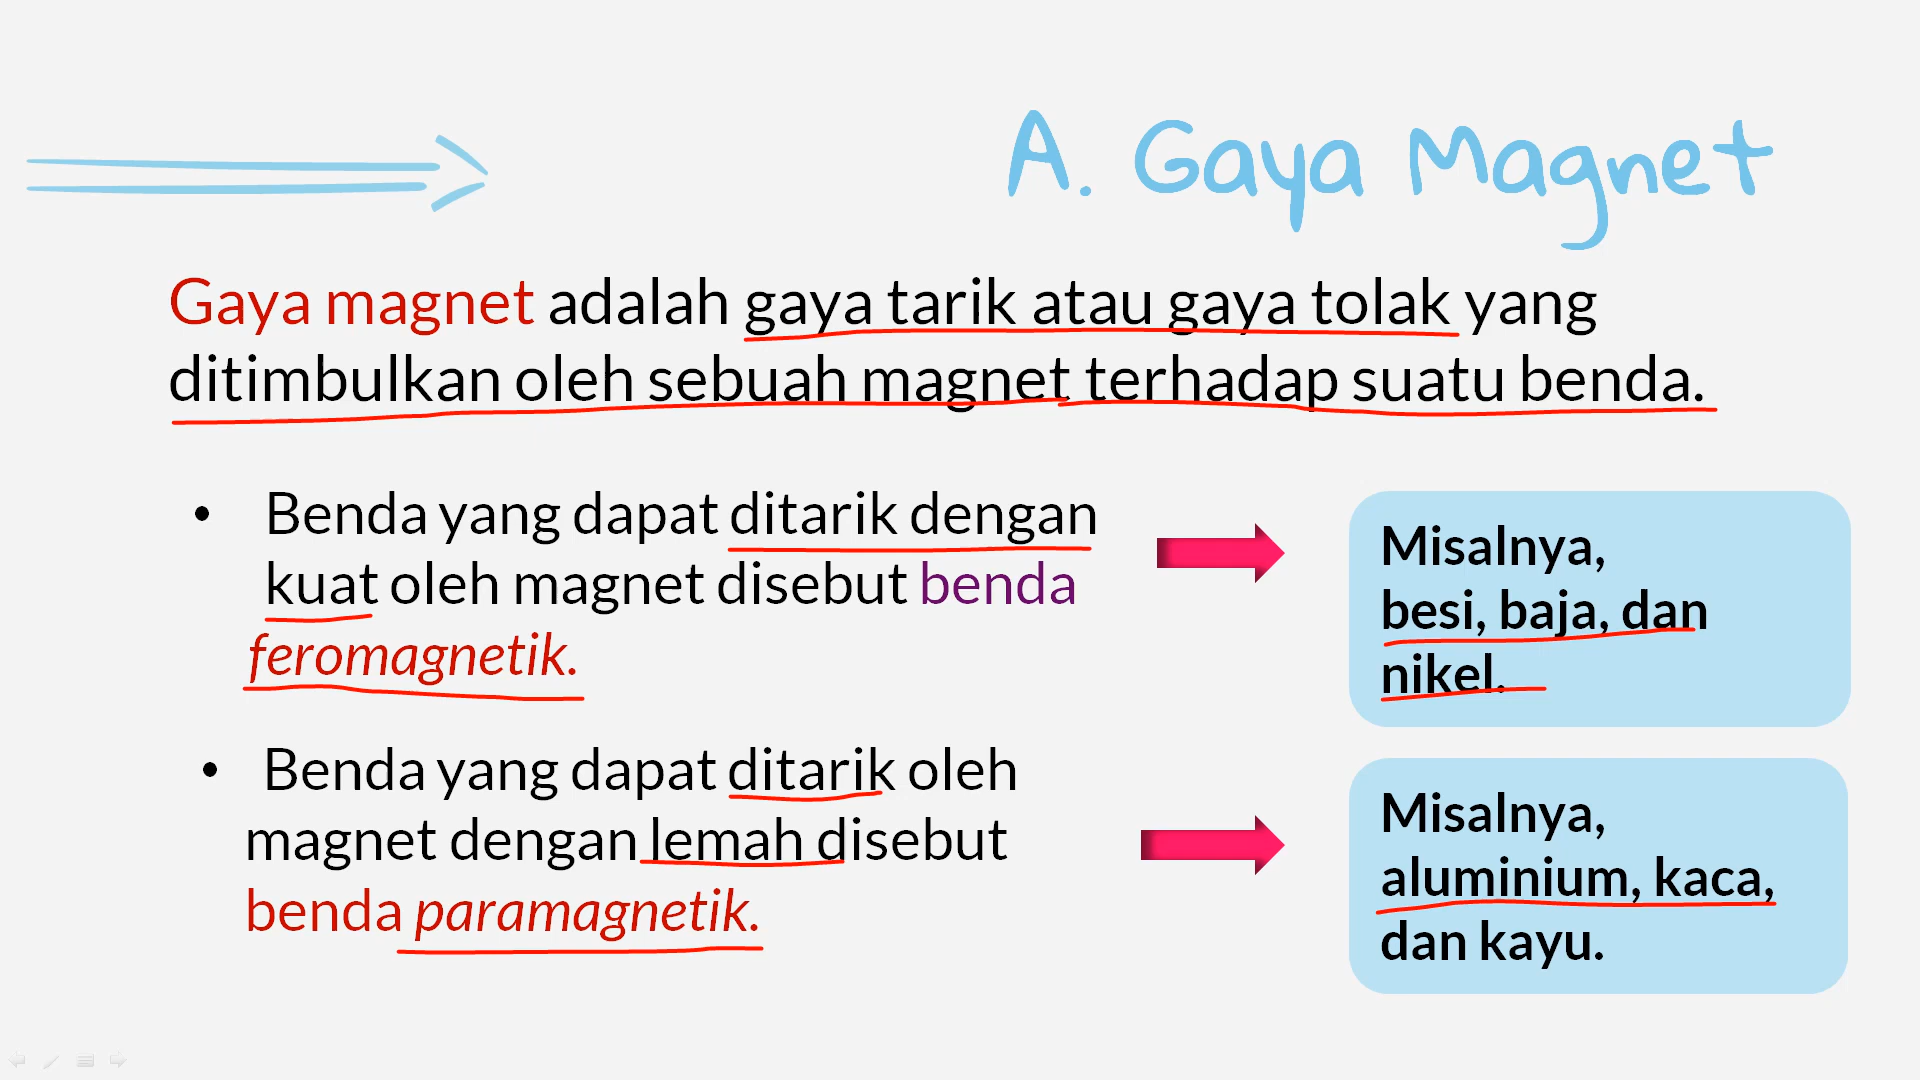 A. Gaya Magnet
Gaya magnet adalah gaya tarik atau gaya tolak yang
ditimbulkan oleh sebuah magnet terhadap suatu benda.
• Benda yang dapat ditarik dengan
kuat oleh magnet disebut benda
feromagnetik.
Misalnya,
besi, baja, dan
nikel.
• Benda yang dapat ditarik oleh
magnet dengan lemah disebut
benda paramagnetik.
Misalnya,
aluminium, kaca,
dan kayu.